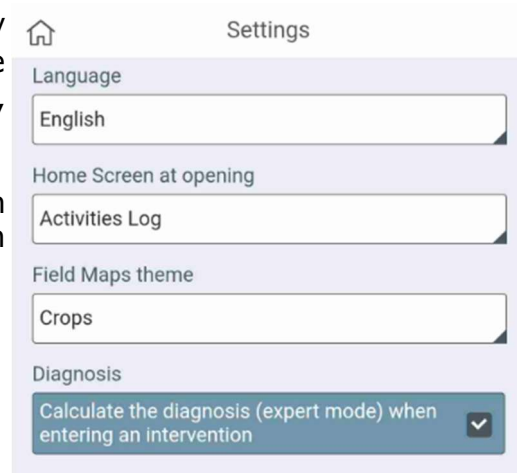 Settings
Language
English
Home Screen at opening
Activities Log
Field Maps theme
Crops
Diagnosis
Calculate the diagnosis (expert mode) when
entering an intervention